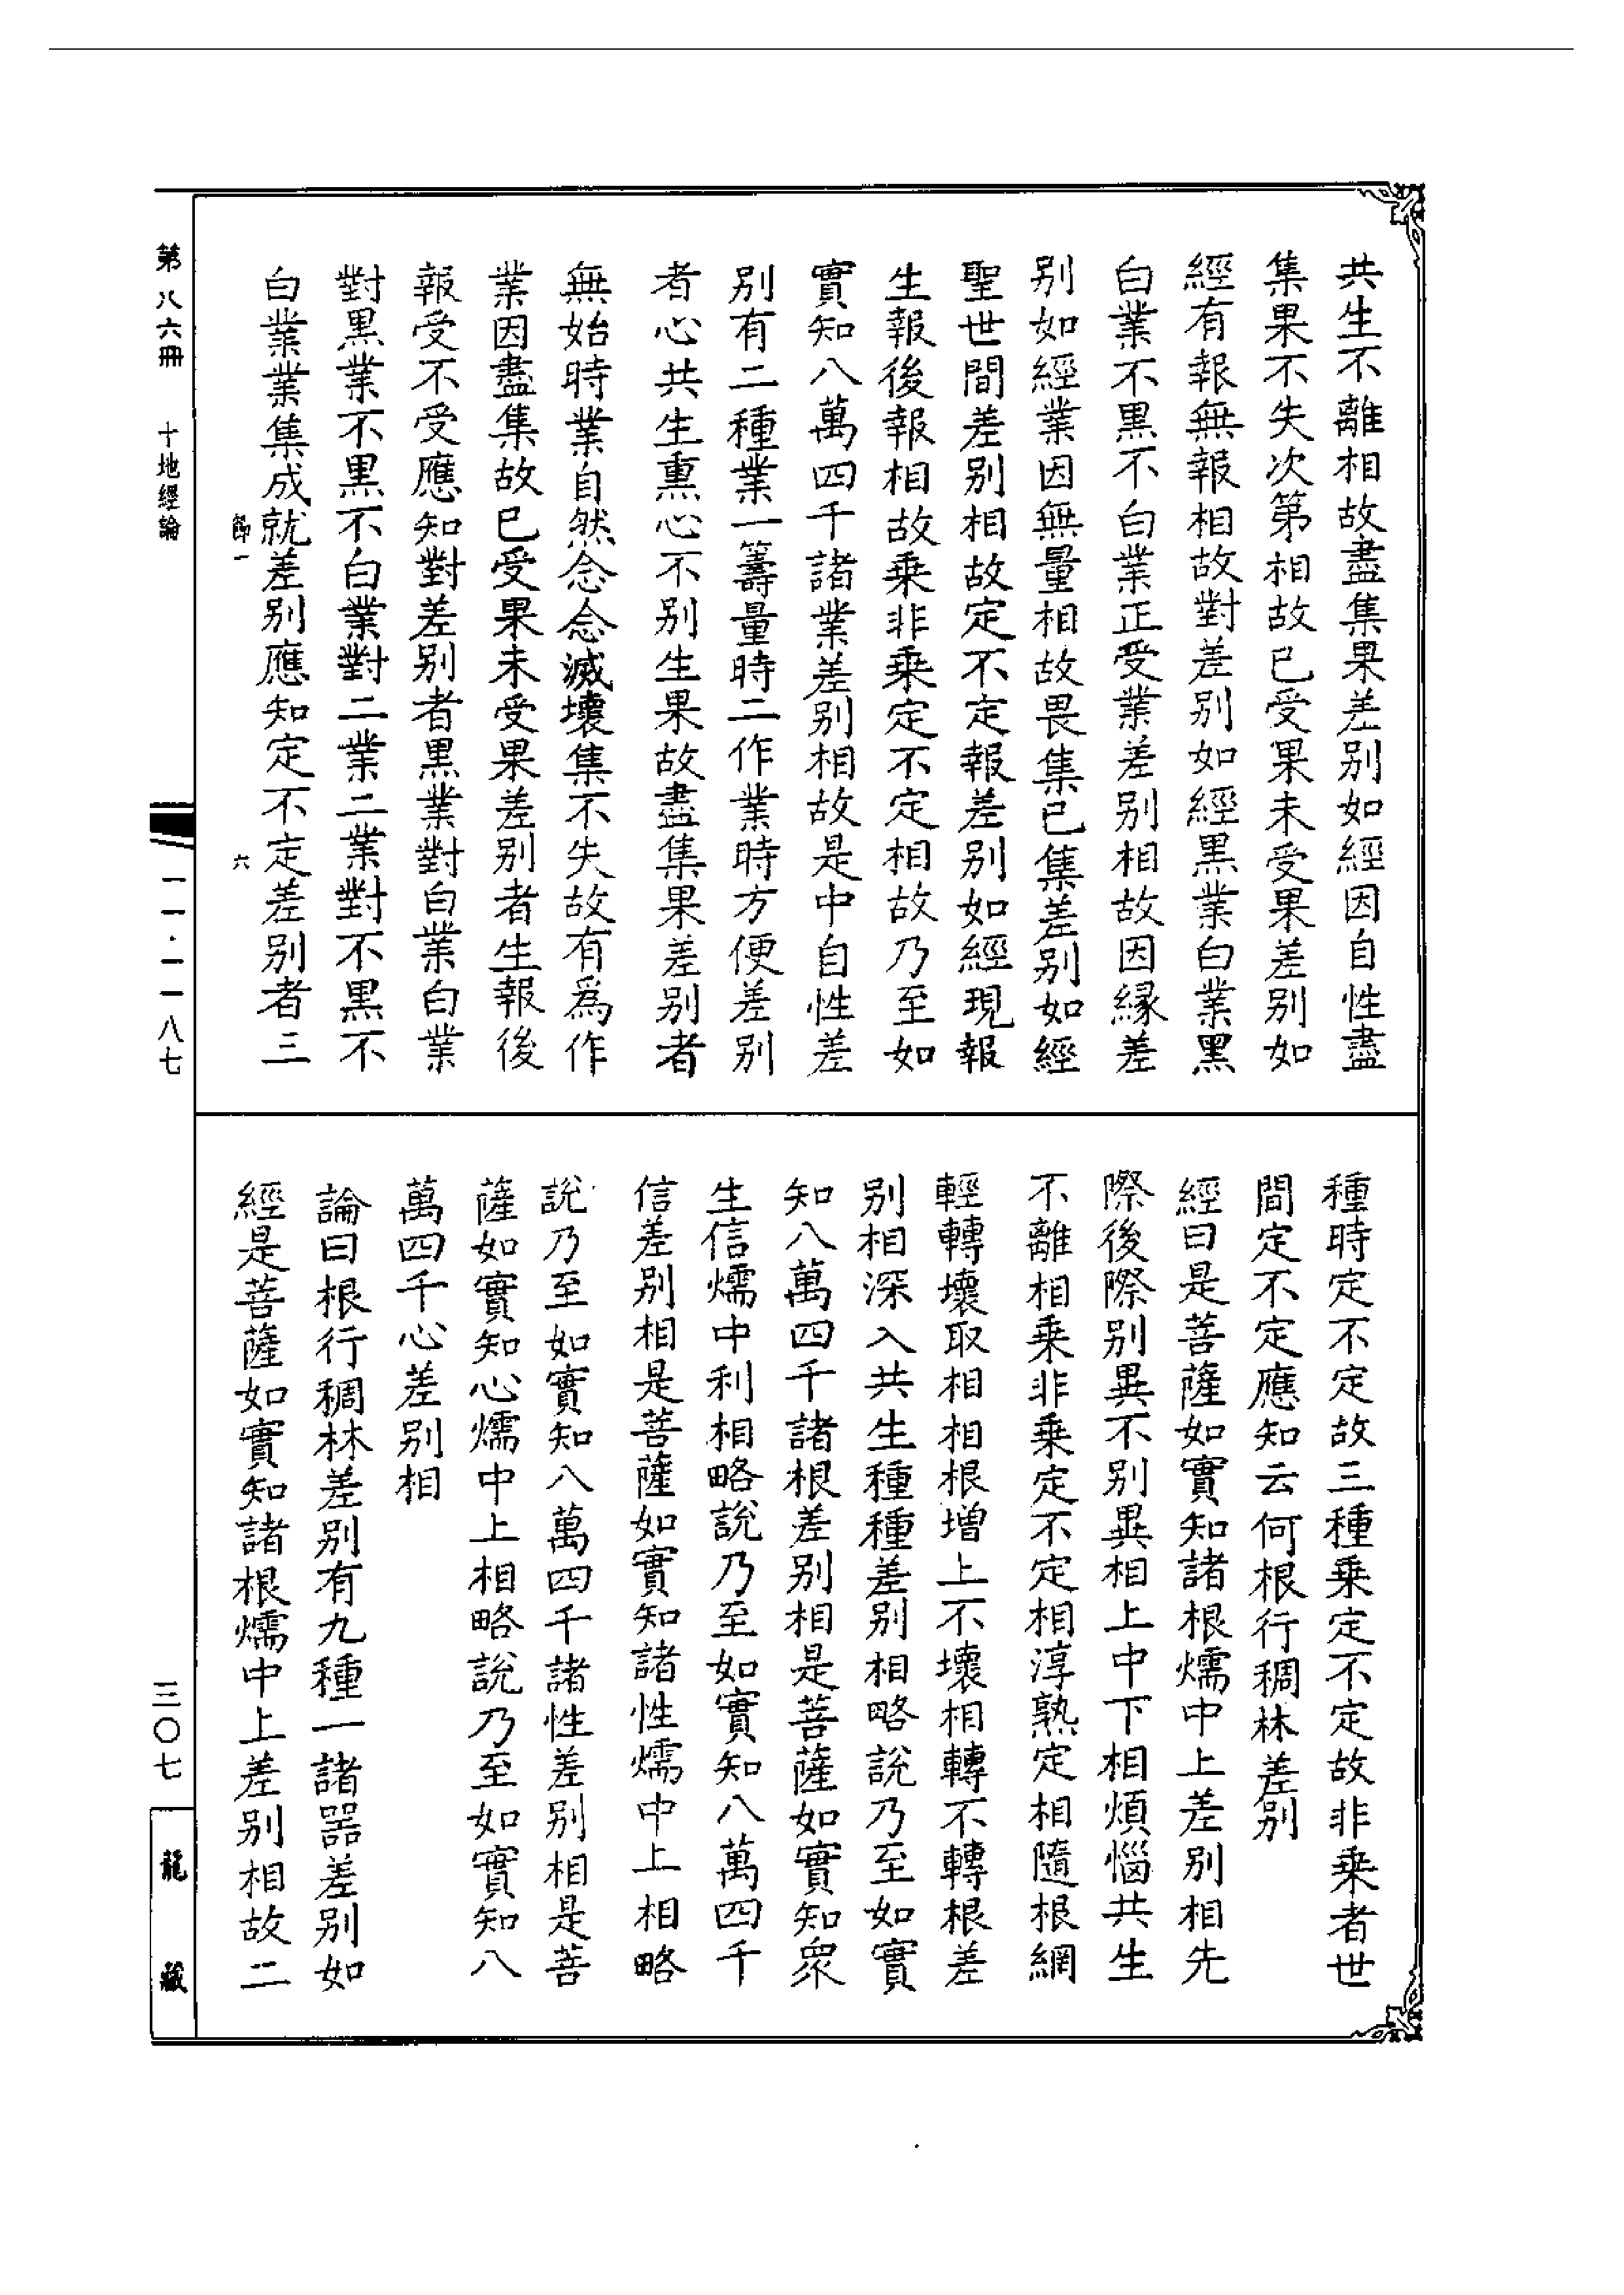 共生不離相故盡集果差別如經因自性盡
集果不失次第相故已受果未受果差別如
經有報無報相故對差別如經黑業白業黑
白業不黑不白業正受業差別相故因緣差
別如經業因無量相故畏集已集差別如經
聖世間差別相故定不定報差別如經現報
生報後報相故乗非乗定不定相故乃至如
實知八萬四千諸業差別相故是中自性差
別有二種業一籌量時二作業時方便差別
者心共生熏心不別生果故盡集果差別者
無始時業自然念念滅壞集不失故有爲作
業因盡集故已受果未受果差別者生報後
報受不受應知對差別者黑業對白業白業
對黑業不黑不白業對二業二業對不黑不
白業業集成就差別應知定不定差別者三
種時定不定故三種乗定不定故非乗者世
間定不定應知云何根行稠林差別
經曰是菩薩如實知諸根㬉中上差別相先
際後際別異不別異相上中下相煩惱共生
不離相乗非乗定不定相淳熟定相隨根網
輕轉壞取相相根增上不壞相轉不轉根差
別相深入共生種種差別相略說乃至如實
知八萬四千諸根差別相是菩薩如實知眾
生信㬉中利相略說乃至如實知八萬四千
信差別相是菩薩如實知諸性㬉中上相略
說乃至如實知八萬四千諸性差別相是菩
薩如實知心㬉中上相略說乃至如實知八
萬四千心差別相
論曰根行稠林差別有九種一諸器差別如
經是菩薩如實知諸根㬉中上差別相故二
第八六冊 十地經論
一一·一一八七
三〇七
龍藏
節一 六